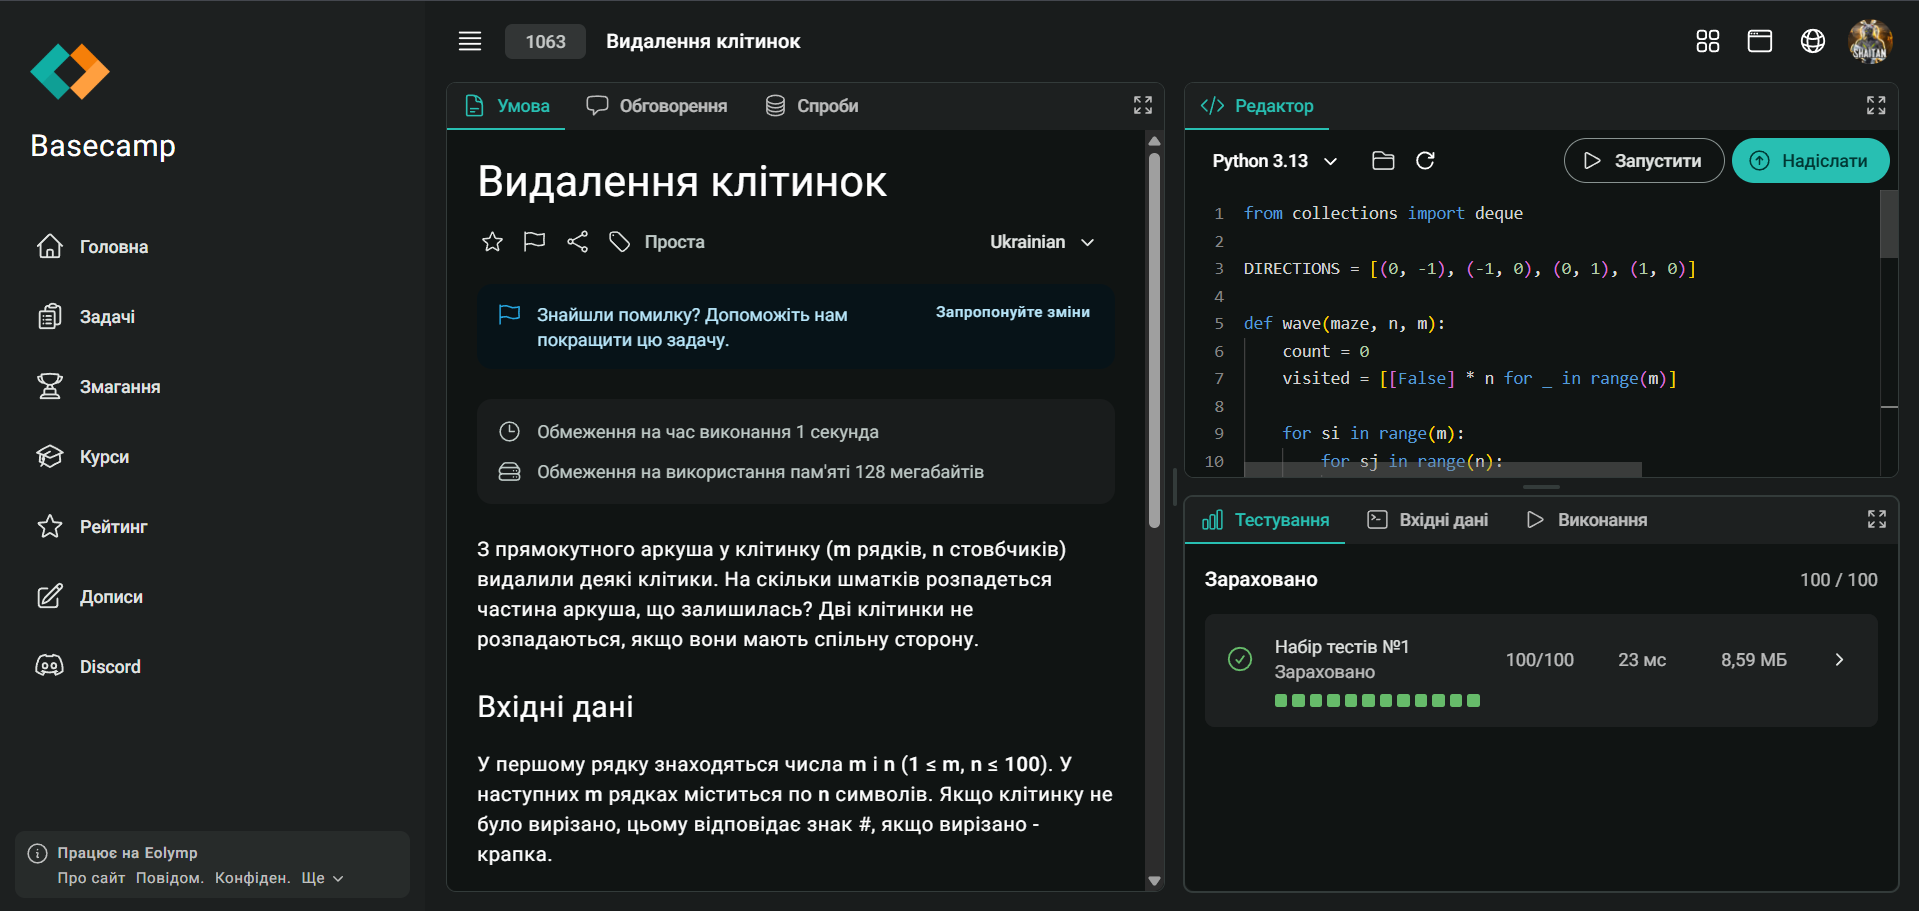 Basecamp
Головна
Задачі
Змагання
Курси
Рейтинг
Дописи
Discord
Працює на Eolymp
Про сайт Повідом. Конфіден. Ще
1063 Видалення клітинок
SHAITAN
Умова Обговорення Спроби
Видалення клітинок
Проста
Ukrainian
Знайшли помилку? Допоможіть нам
покращити цю задачу.
Запропонуйте зміни
Обмеження на час виконання 1 секунда
Обмеження на використання пам'яті 128 мегабайтів
З прямокутного аркуша у клітинку (m рядків, n стовбчиків)
видалили деякі клітики. На скільки шматків розпадеться
частина аркуша, що залишилась? Дві клітинки не
розпадаються, якщо вони мають спільну сторону.
Вхідні дані
У першому рядку знаходяться числа m і n (1 ≤ m, n ≤ 100). У
наступних m рядках міститься по n символів. Якщо клітинку не
було вирізано, цьому відповідає знак #, якщо вирізано -
крапка.
Редактор
Python 3.13
Запустити
Надіслати
1 from collections import deque
2
3 DIRECTIONS = [(0, -1), (-1, 0), (0, 1), (1, 0)]
4
5 def wave(maze, n, m):
6     count = 0
7     visited = [[False] * n for _ in range(m)]
8
9     for si in range(m):
10         for sj in range(n):
Тестування Вхідні дані Виконання
Зараховано 100 / 100
Набір тестів №1
Зараховано
100/100 23 мс 8,59 МБ